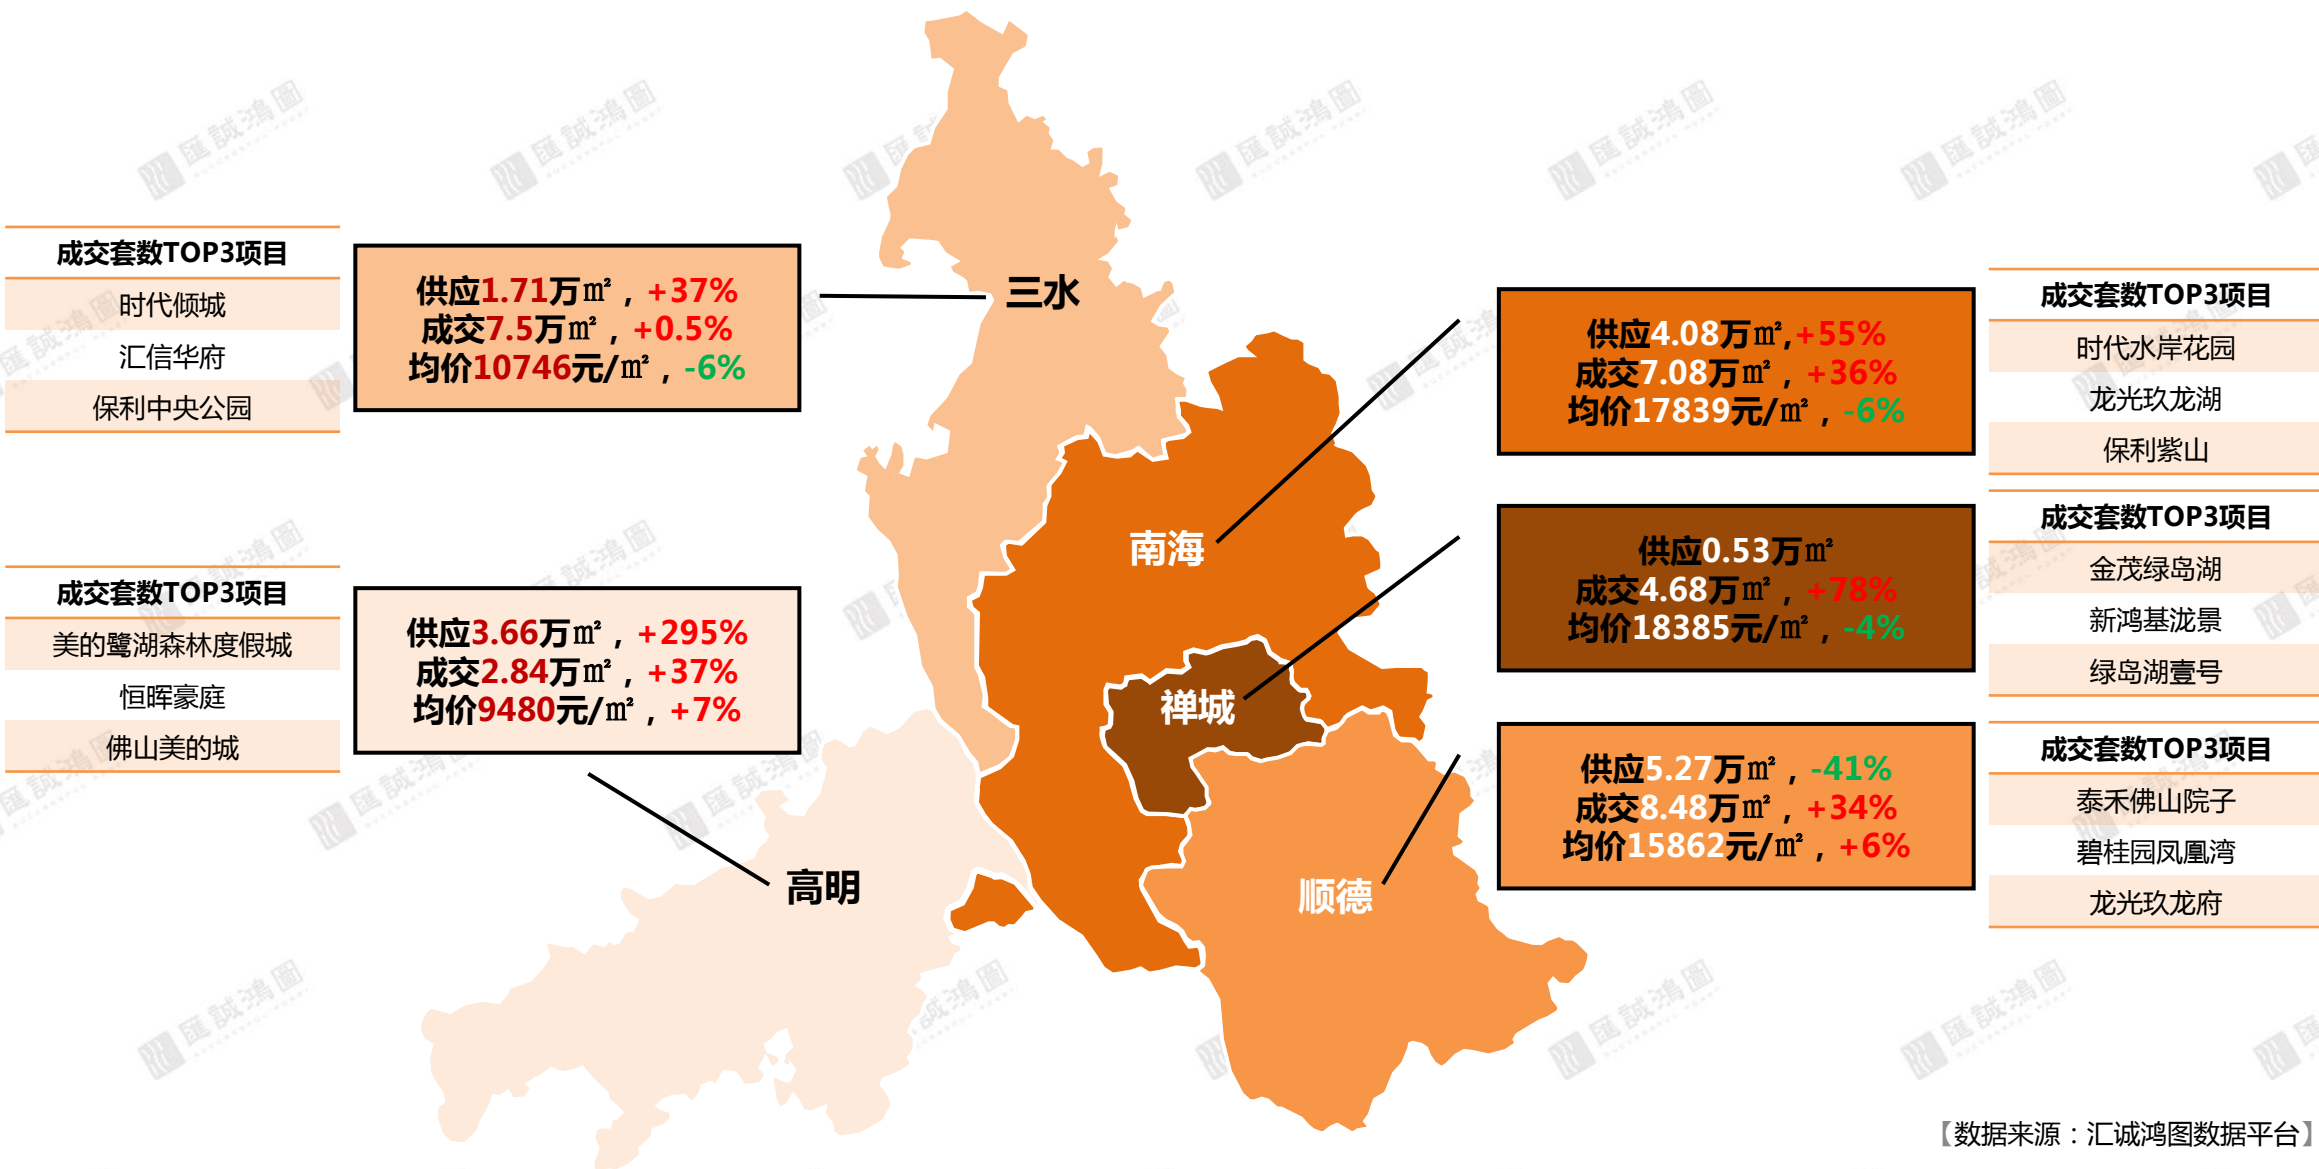 成交套数TOP3项目
时代倾城
汇信华府
保利中央公园
供应1.71万㎡，+37%
成交7.5万㎡，+0.5%
均价10746元/㎡，-6%
三水
成交套数TOP3项目
美的鹭湖森林度假城
恒晖豪庭
佛山美的城
供应3.66万㎡，+295%
成交2.84万㎡，+37%
均价9480元/㎡，+7%
高明
南海
供应4.08万㎡,+55%
成交7.08万㎡，+36%
均价17839元/㎡，-6%
成交套数TOP3项目
时代水岸花园
龙光玖龙湖
保利紫山
禅城
供应0.53万㎡
成交4.68万㎡，+78%
均价18385元/㎡，-4%
成交套数TOP3项目
金茂绿岛湖
新鸿基泷景
绿岛湖壹号
顺德
供应5.27万㎡，-41%
成交8.48万㎡，+34%
均价15862元/㎡，+6%
成交套数TOP3项目
泰禾佛山院子
碧桂园凤凰湾
龙光玖龙府
【数据来源：汇诚鸿图数据平台】
匯誠鴻圖